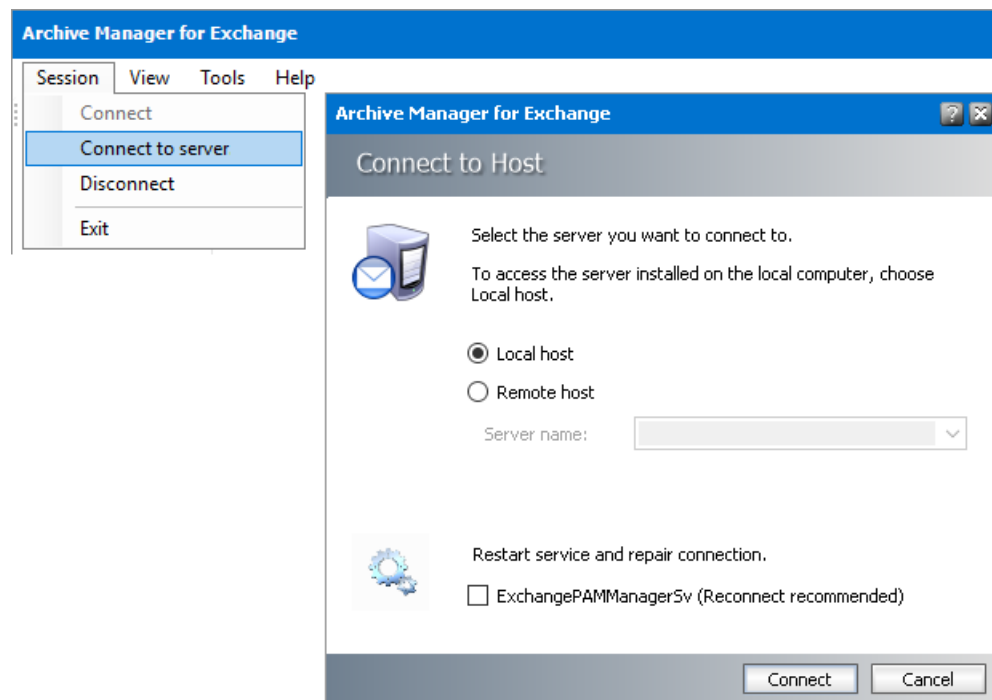 Archive Manager for Exchange
Session View Tools Help
Connect
Connect to server
Disconnect
Exit
Archive Manager for Exchange
?
Connect to Host
Select the server you want to connect to.
To access the server installed on the local computer, choose
Local host.
Local host
Remote host
Server name:
Restart service and repair connection.
ExchangePAMManagerSv (Reconnect recommended)
Connect Cancel